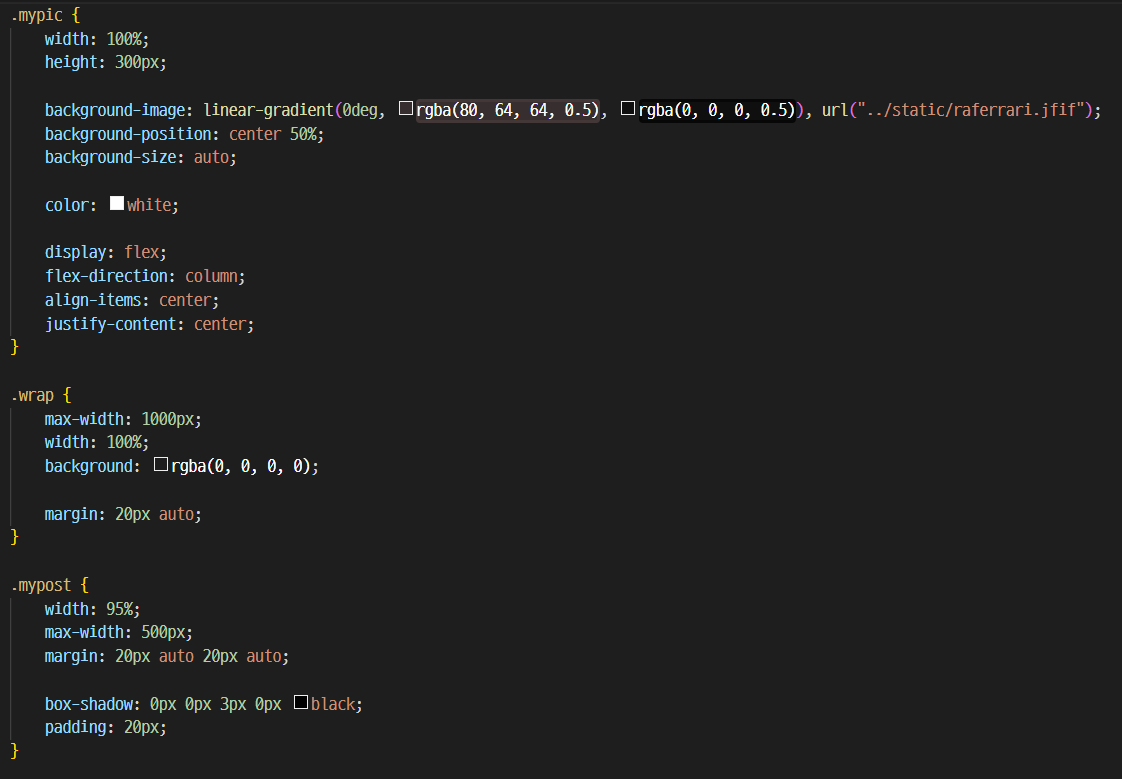 .mypic {
    width: 100%;
    height: 300px;

    background-image: linear-gradient(0deg, rgba(80, 64, 64, 0.5), rgba(0, 0, 0, 0.5)), url("../static/raferrari.jfif");
    background-position: center 50%;
    background-size: auto;

    color: white;

    display: flex;
    flex-direction: column;
    align-items: center;
    justify-content: center;
}

.wrap {
    max-width: 1000px;
    width: 100%;
    background: rgba(0, 0, 0, 0);

    margin: 20px auto;
}

.mypost {
    width: 95%;
    max-width: 500px;
    margin: 20px auto 20px auto;

    box-shadow: 0px 0px 3px 0px black;
    padding: 20px;
}